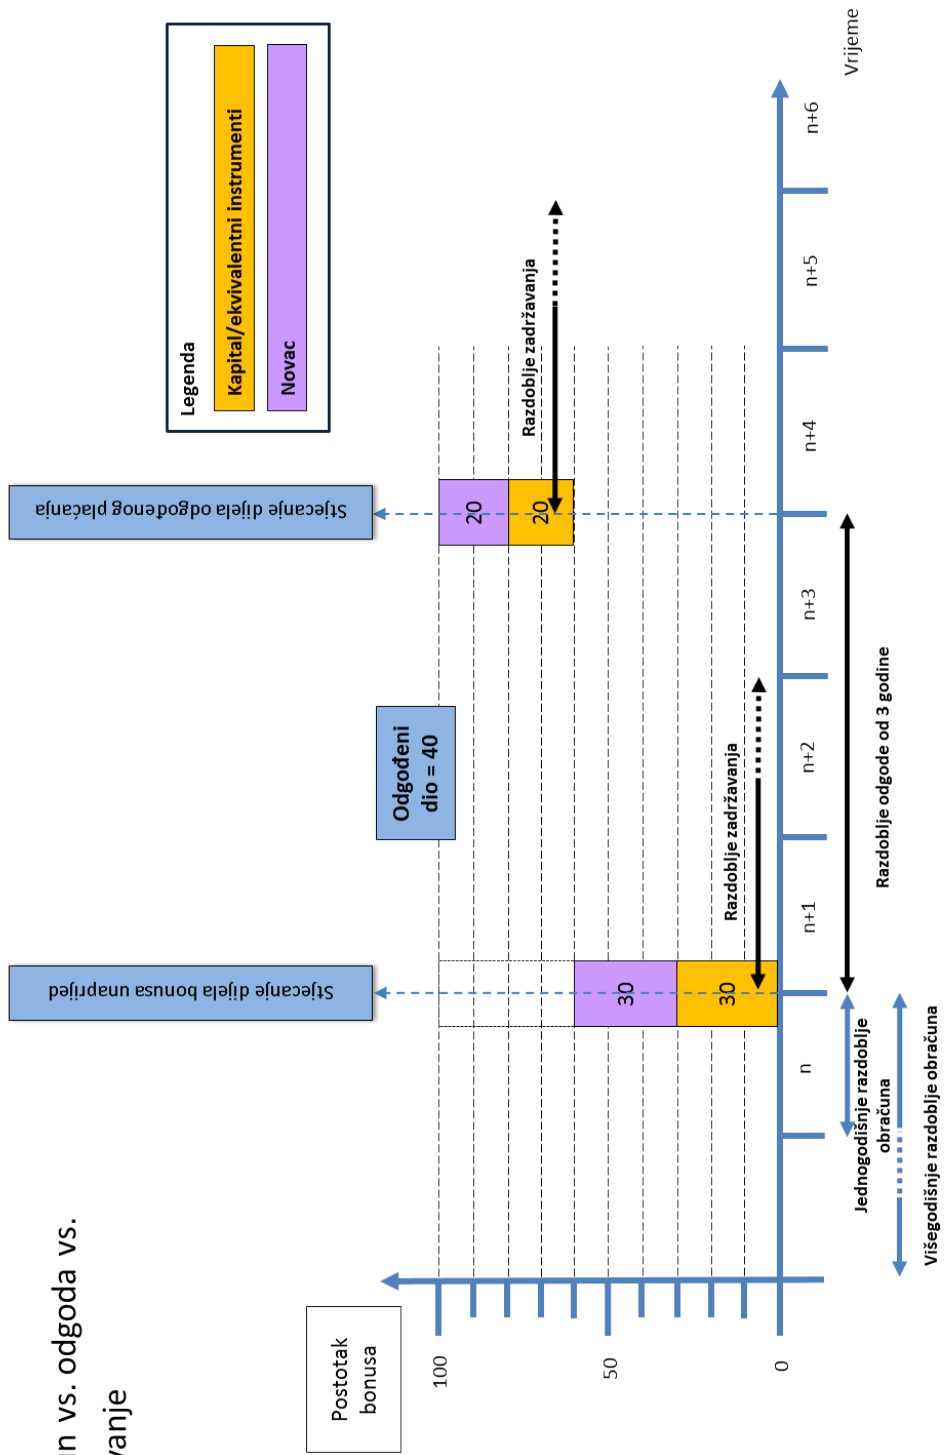 un vs. odgoda vs.
vanje
Postotak
bonusa
100
50
0
Stjecanje dijela bonusa unaprijed
Stjecanje dijela odgođenog plaćanja
Legenda
Kapital/ekvivalentni instrumenti
Novac
Odgođeni
dio = 40
30
30
20
20
Razdoblje zadržavanja
Razdoblje zadržavanja
n
n+1
n+2
n+3
n+4
n+5
n+6
Vrijeme
Jednogodišnje razdoblje
obračuna
Razdoblje odgode od 3 godine
Višegodišnje razdoblje obračuna